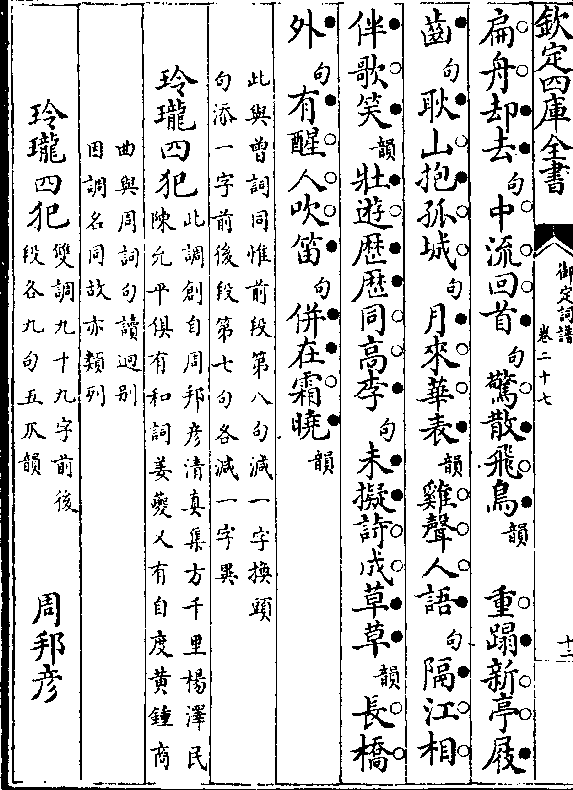 欽定四庫全書
御定詞譜
卷二十七
十二
扁舟却去句中流回首句驚散飛鳥韻重蹋新亭屐
齒句耿山抱孤城句月來華表韻雞聲人語句隔江相
伴歌笑韻壯遊歴歴同高李句未擬詩成草草韻長橋
外句有醒人吹笛句併在霜曉韻
此與曾詞同惟前段第八句減一字換頭
句添一字前後段第七句各減一字異
玲瓏四犯此調創自周邦彦清真集方千里楊澤民
陳允平俱有和詞姜夔又有自度黄鍾商
曲與周詞句讀迥别
因調名同故亦類列
玲瓏四犯雙調九十九字前後
段各九句五仄韻周邦彦